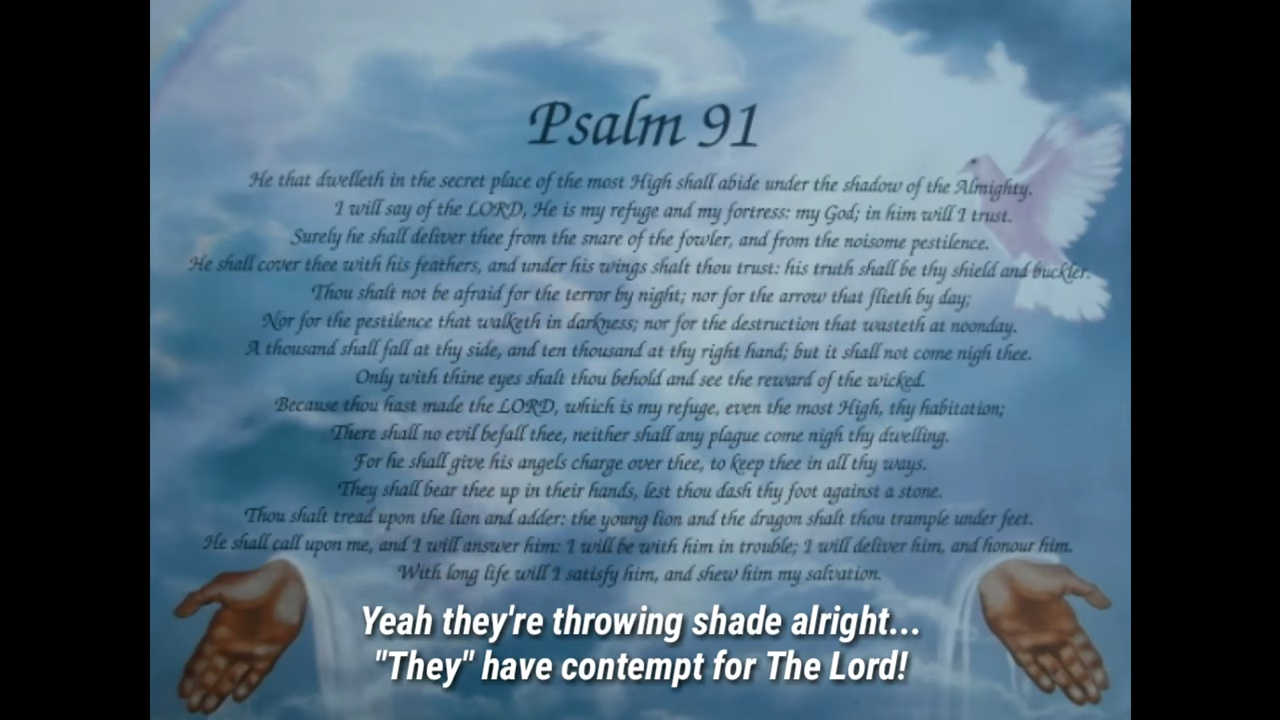 Psalm 91
He that dwelleth in the secret place of the most High shall abide under the shadow of the Almighty.
I will say of the LORD, He is my refuge and my fortress: my God; in him will I trust.
Surely he shall deliver thee from the snare of the fowler, and from the noisome pestilence.
He shall cover thee with his feathers, and under his wings shalt thou trust: his truth shall be thy shield and buckler.
Thou shalt not be afraid for the terror by night; nor for the arrow that flieth by day;
Nor for the pestilence that walketh in darkness; nor for the destruction that wasteth at noonday.
A thousand shall fall at thy side, and ten thousand at thy right hand; but it shall not come nigh thee.
Only with thine eyes shalt thou behold and see the reward of the wicked.
Because thou hast made the LORD, which is my refuge, even the most High, thy habitation;
There shall no evil befall thee, neither shall any plague come nigh thy dwelling.
For he shall give his angels charge over thee, to keep thee in all thy ways.
They shall bear thee up in their hands, lest thou dash thy foot against a stone.
Thou shalt tread upon the lion and adder: the young lion and the dragon shalt thou trample under feet.
He shall call upon me, and I will answer him: I will be with him in trouble; I will deliver him, and honour him.
With long life will I satisfy him, and shew him my salvation.
Yeah they're throwing shade alright...
"They" have contempt for The Lord!